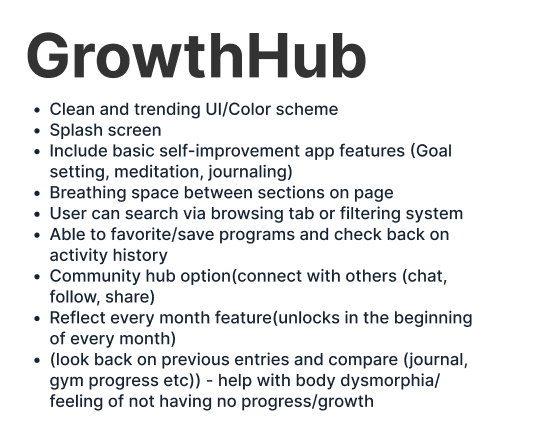 GrowthHub
• Clean and trending UI/Color scheme
• Splash screen
• Include basic self-improvement app features (Goal
setting, meditation, journaling)
• Breathing space between sections on page
• User can search via browsing tab or filtering system
• Able to favorite/save programs and check back on
activity history
• Community hub option(connect with others (chat,
follow, share)
• Reflect every month feature(unlocks in the beginning
of every month)
• (look back on previous entries and compare (journal,
gym progress etc)) - help with body dysmorphia/
feeling of not having no progress/growth